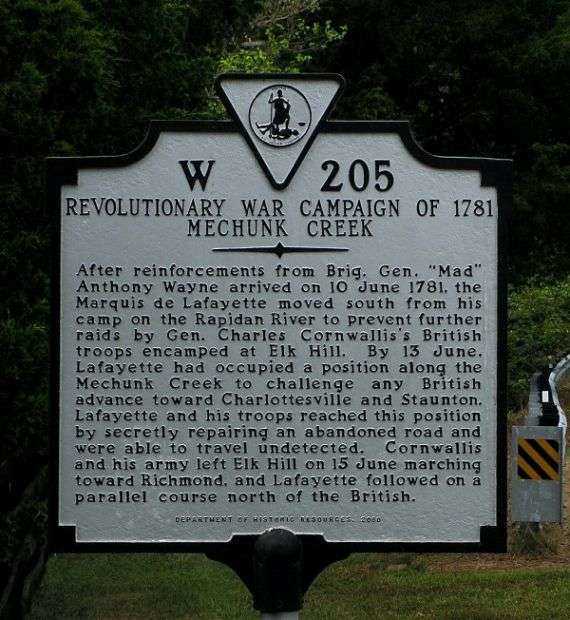 W 205
REVOLUTIONARY WAR CAMPAIGN OF 1781
MECHUNK CREEK
After reinforcements from Brig. Gen. "Mad"
Anthony Wayne arrived on 10 June 1781, the
Marquis de Lafayette moved south from his
camp on the Rapidan River to prevent further
raids by Gen. Charles Cornwallis's British
troops encamped at Elk Hill. By 13 June,
Lafayette had occupied a position along the
Mechunk Creek to challenge any British
advance toward Charlottesville and Staunton.
Lafayette and his troops reached this position
by secretly repairing an abandoned road and
were able to travel undetected. Cornwallis
and his army left Elk Hill on 15 June marching
toward Richmond, and Lafayette followed on a
parallel course north of the British.
DEPARTMENT OF HISTORIC RESOURCES, 2000